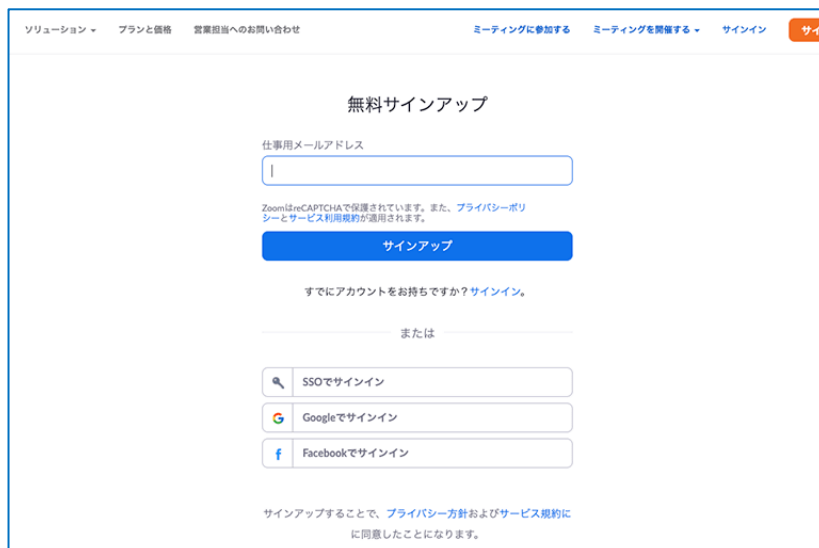 ソリューション プランと価格 営業担当へのお問い合わせ ミーティングに参加する ミーティングを開催する サインイン サイ
無料サインアップ
仕事用メールアドレス
ZoomはreCAPTCHAで保護されています。また、プライバシーポリ
シーとサービス利用規約が適用されます。
サインアップ
すでにアカウントをお持ちですか？サインイン。
または
SSOでサインイン
Googleでサインイン
Facebookでサインイン
サインアップすることで、プライバシー方針およびサービス規約に
に同意したことになります。